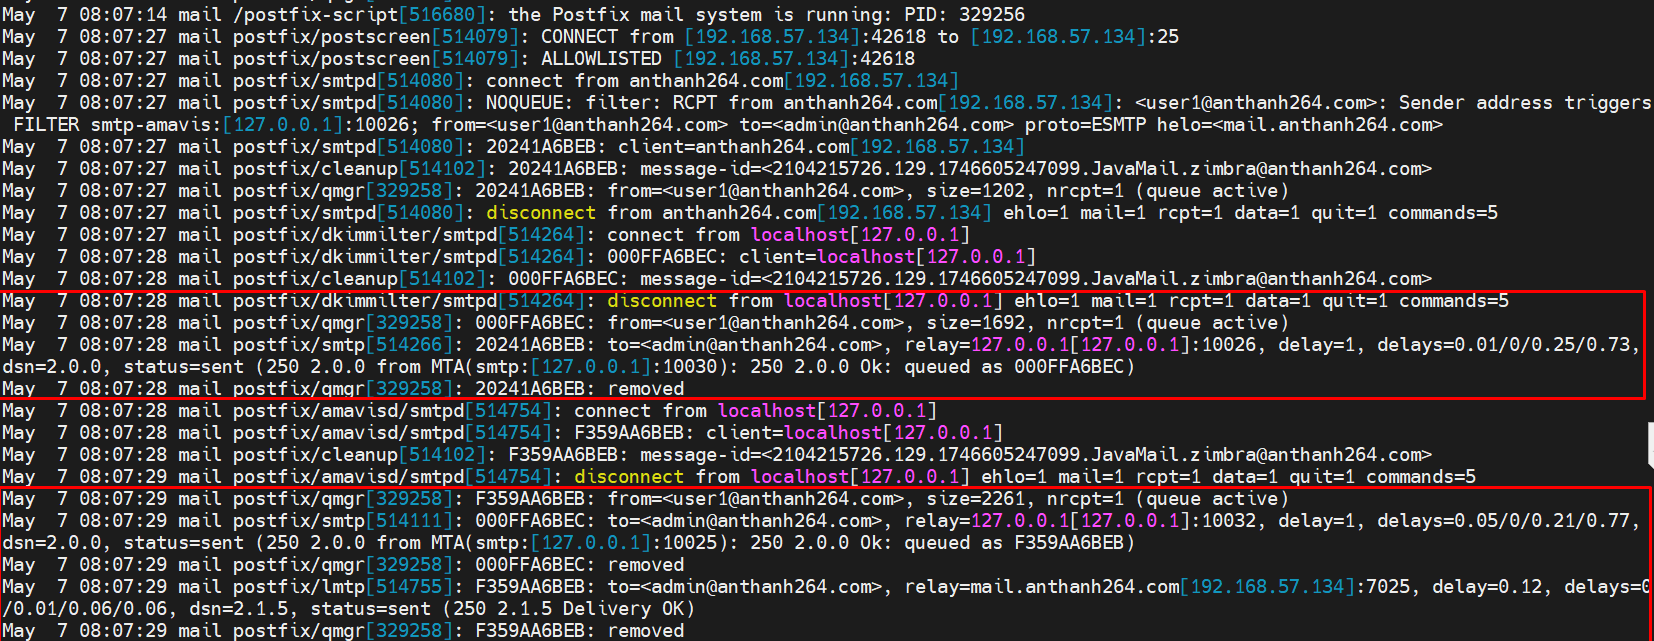 May  7 08:07:14 mail /postfix-script[516680]: the Postfix mail system is running: PID: 329256
May  7 08:07:27 mail postfix/postscreen[514079]: CONNECT from [192.168.57.134]:42618 to [192.168.57.134]:25
May  7 08:07:27 mail postfix/postscreen[514079]: ALLOWLISTED [192.168.57.134]:42618
May  7 08:07:27 mail postfix/smtpd[514080]: connect from anthanh264.com[192.168.57.134]
May  7 08:07:27 mail postfix/smtpd[514080]: NOQUEUE: filter: RCPT from anthanh264.com[192.168.57.134]: <user1@anthanh264.com>: Sender address triggers
FILTER smtp-amavis:[127.0.0.1]:10026; from=<user1@anthanh264.com> to=<admin@anthanh264.com> proto=ESMTP helo=<mail.anthanh264.com>
May  7 08:07:27 mail postfix/smtpd[514080]: 20241A6BEB: client=anthanh264.com[192.168.57.134]
May  7 08:07:27 mail postfix/cleanup[514102]: 20241A6BEB: message-id=<2104215726.129.1746605247099.JavaMail.zimbra@anthanh264.com>
May  7 08:07:27 mail postfix/qmgr[329258]: 20241A6BEB: from=<user1@anthanh264.com>, size=1202, nrcpt=1 (queue active)
May  7 08:07:27 mail postfix/smtpd[514080]: disconnect from anthanh264.com[192.168.57.134] ehlo=1 mail=1 rcpt=1 data=1 quit=1 commands=5
May  7 08:07:27 mail postfix/dkimmilter/smtpd[514264]: connect from localhost[127.0.0.1]
May  7 08:07:28 mail postfix/dkimmilter/smtpd[514264]: 000FFA6BEC: client=localhost[127.0.0.1]
May  7 08:07:28 mail postfix/cleanup[514102]: 000FFA6BEC: message-id=<2104215726.129.1746605247099.JavaMail.zimbra@anthanh264.com>
May  7 08:07:28 mail postfix/dkimmilter/smtpd[514264]: disconnect from localhost[127.0.0.1] ehlo=1 mail=1 rcpt=1 data=1 quit=1 commands=5
May  7 08:07:28 mail postfix/qmgr[329258]: 000FFA6BEC: from=<user1@anthanh264.com>, size=1692, nrcpt=1 (queue active)
May  7 08:07:28 mail postfix/smtp[514266]: 20241A6BEB: to=<admin@anthanh264.com>, relay=127.0.0.1[127.0.0.1]:10026, delay=1, delays=0.01/0/0.25/0.73,
dsn=2.0.0, status=sent (250 2.0.0 from MTA(smtp:[127.0.0.1]:10030): 250 2.0.0 Ok: queued as 000FFA6BEC)
May  7 08:07:28 mail postfix/qmgr[329258]: 20241A6BEB: removed
May  7 08:07:28 mail postfix/amavisd/smtpd[514754]: connect from localhost[127.0.0.1]
May  7 08:07:28 mail postfix/amavisd/smtpd[514754]: F359AA6BEB: client=localhost[127.0.0.1]
May  7 08:07:28 mail postfix/cleanup[514102]: F359AA6BEB: message-id=<2104215726.129.1746605247099.JavaMail.zimbra@anthanh264.com>
May  7 08:07:29 mail postfix/amavisd/smtpd[514754]: disconnect from localhost[127.0.0.1] ehlo=1 mail=1 rcpt=1 data=1 quit=1 commands=5
May  7 08:07:29 mail postfix/qmgr[329258]: F359AA6BEB: from=<user1@anthanh264.com>, size=2261, nrcpt=1 (queue active)
May  7 08:07:29 mail postfix/smtp[514111]: 000FFA6BEC: to=<admin@anthanh264.com>, relay=127.0.0.1[127.0.0.1]:10032, delay=1, delays=0.05/0/0.21/0.77,
dsn=2.0.0, status=sent (250 2.0.0 from MTA(smtp:[127.0.0.1]:10025): 250 2.0.0 Ok: queued as F359AA6BEB)
May  7 08:07:29 mail postfix/qmgr[329258]: 000FFA6BEC: removed
May  7 08:07:29 mail postfix/lmtp[514755]: F359AA6BEB: to=<admin@anthanh264.com>, relay=mail.anthanh264.com[192.168.57.134]:7025, delay=0.12, delays=0
/0.01/0.06/0.06, dsn=2.1.5, status=sent (250 2.1.5 Delivery OK)
May  7 08:07:29 mail postfix/qmgr[329258]: F359AA6BEB: removed